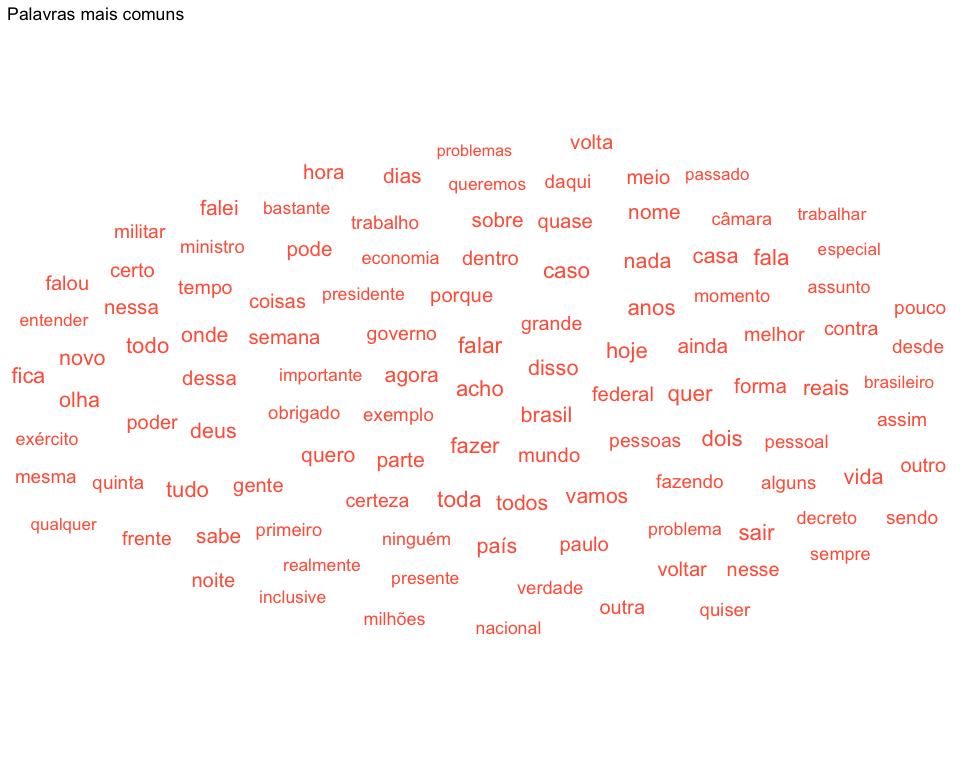 Palavras mais comuns
problemas
volta
hora
dias
queremos
daqui
meio
passado
falei
bastante
trabalho
sobre
quase
nome
câmara
trabalhar
militar
ministro
pode
economia
dentro
caso
nada
casa
fala
especial
falou
certo
tempo
coisas
presidente
porque
anos
momento
assunto
pouco
entender
nessa
todo
onde
semana
governo
grande
falar
hoje
ainda
melhor
contra
desde
fica
novo
dessa
importante
agora
acho
disso
federal
quer
forma
reais
brasileiro
olha
poder
deus
obrigado
exemplo
brasil
assim
exército
quero
parte
fazer
mundo
pessoas
dois
pessoal
mesma
quinta
tudo
gente
certeza
toda
todos
vamos
fazendo
alguns
vida
outro
qualquer
frente
sabe
primeiro
ninguém
país
paulo
problema
sair
decreto
sendo
noite
realmente
presente
verdade
voltar
nesse
sempre
inclusive
milhões
nacional
outra
quiser